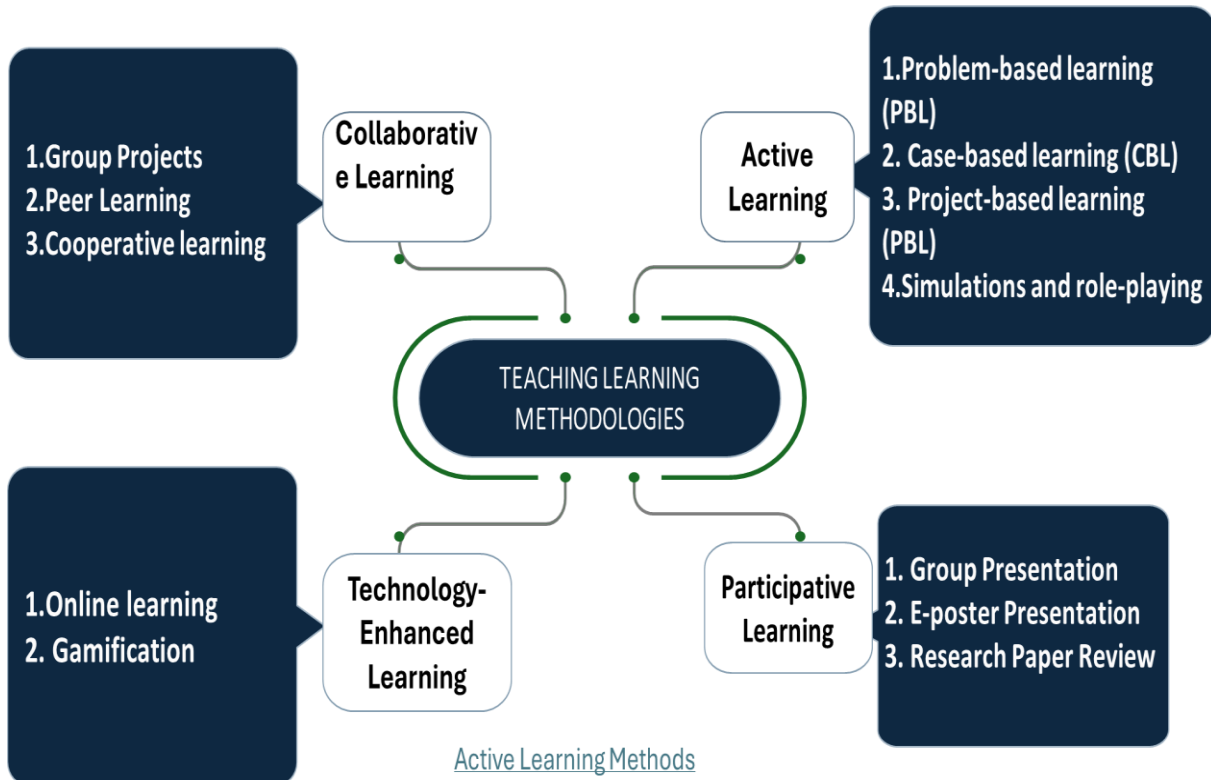 1.Group Projects
2.Peer Learning
3.Cooperative learning
Collaborativ
e Learning
Active
Learning
1.Problem-based learning
(PBL)
2. Case-based learning (CBL)
3. Project-based learning
(PBL)
4.Simulations and role-playing
TEACHING LEARNING
METHODOLOGIES
1.Online learning
2. Gamification
Technology-
Enhanced
Learning
Participative
Learning
1. Group Presentation
2. E-poster Presentation
3. Research Paper Review
Active Learning Methods